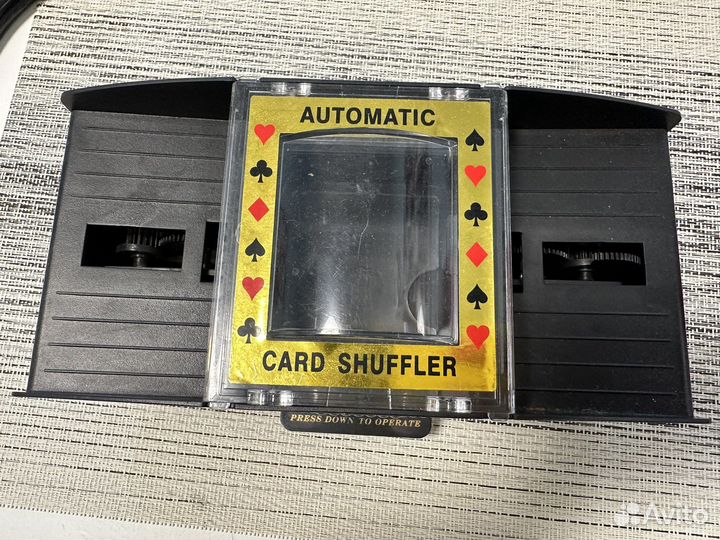 AUTOMATIC
CARD SHUFFLER
PRESS DOWN TO OPERATE
Avito